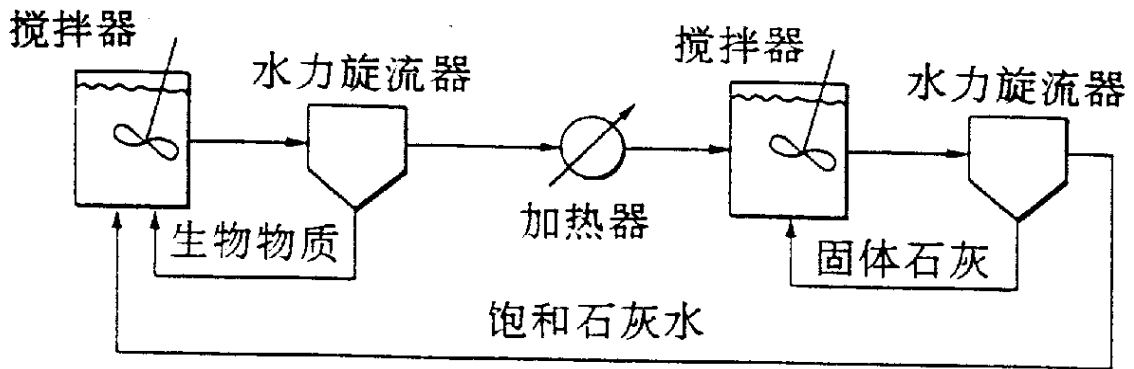 搅拌器
水力旋流器
搅拌器
水力旋流器
加热器
生物物质
固体石灰
饱和石灰水